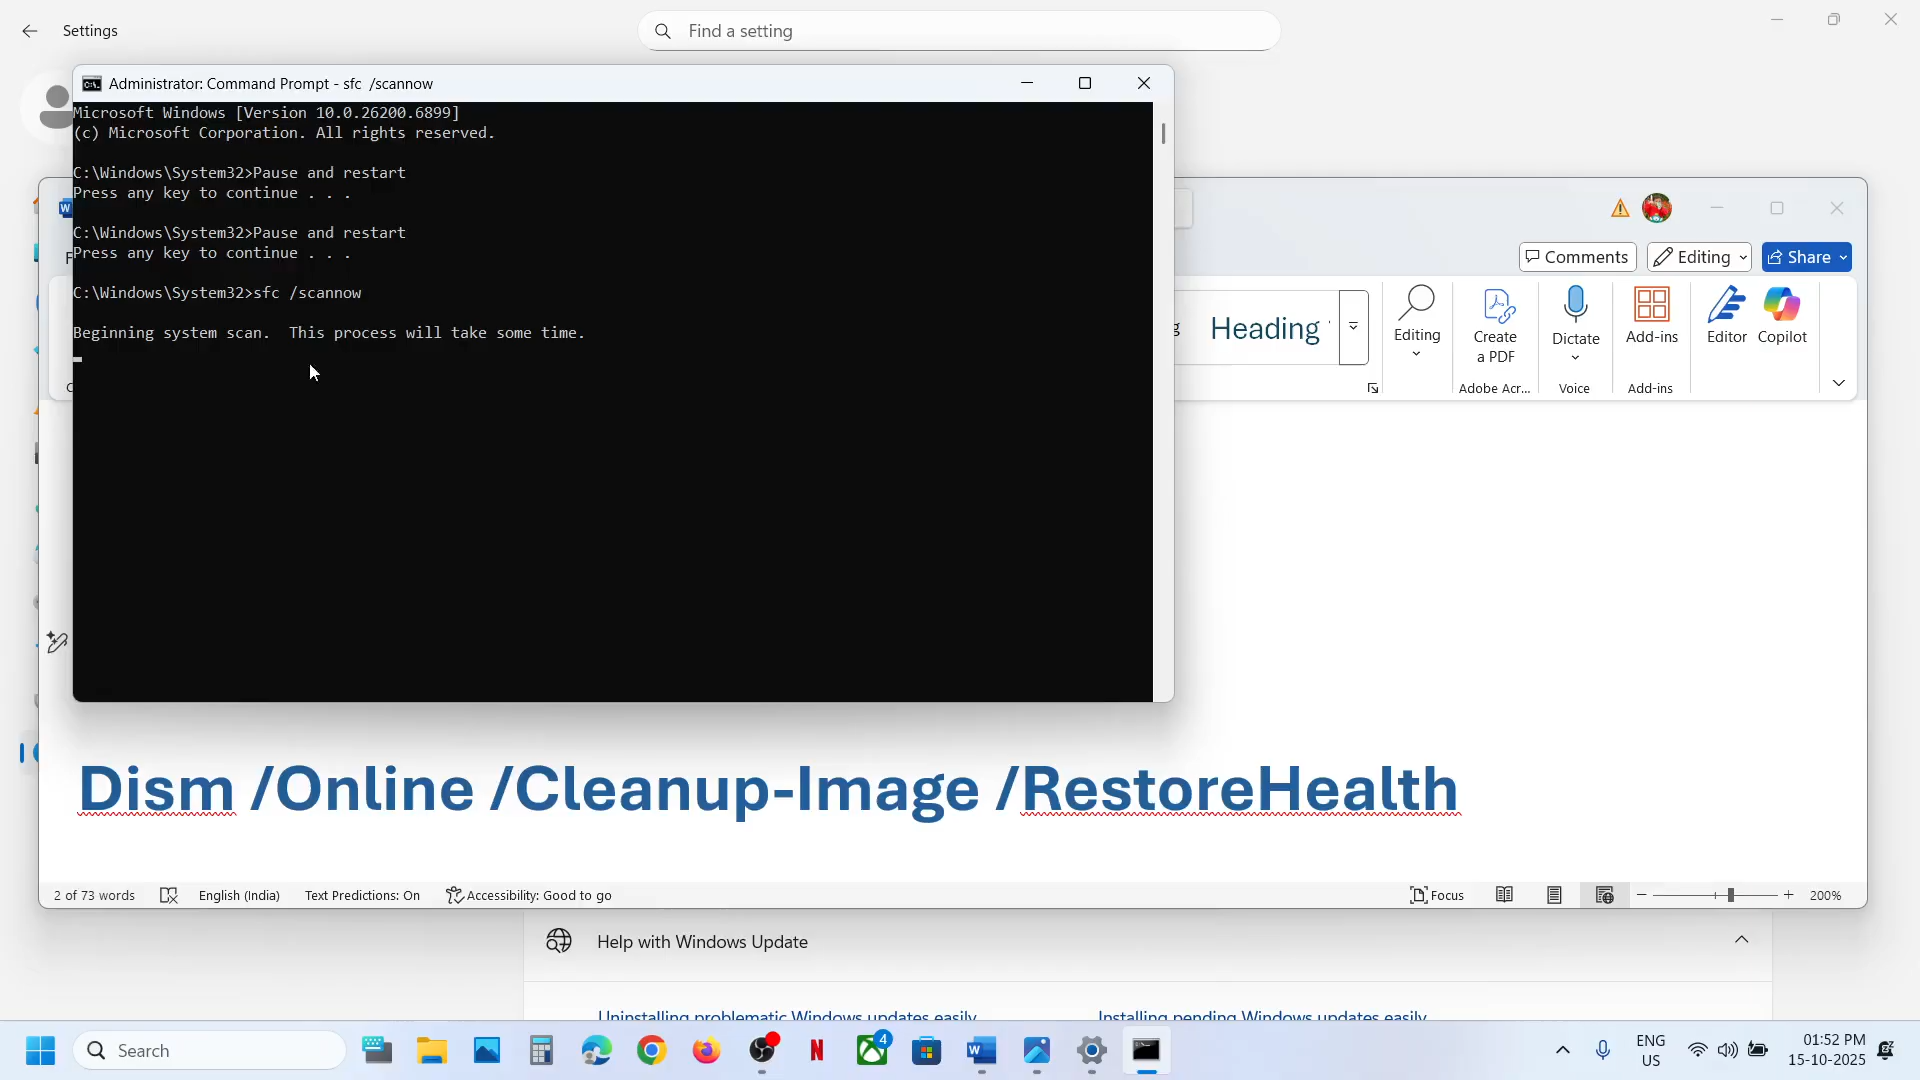 Settings
Find a setting
Administrator: Command Prompt - sfc /scannow
Microsoft Windows [Version 10.0.26200.6899]
(c) Microsoft Corporation. All rights reserved.
C:\Windows\System32>Pause and restart
Press any key to continue . . .
C:\Windows\System32>Pause and restart
Press any key to continue . . .
C:\Windows\System32>sfc /scannow
Beginning system scan.  This process will take some time.
Comments
Editing
Share
Heading
Editing
Create a PDF
Dictate
Add-ins
Editor
Copilot
Adobe Acr...
Voice
Add-ins
Dism /Online /Cleanup-Image /RestoreHealth
2 of 73 words
English (India)
Text Predictions: On
Accessibility: Good to go
Focus
200%
Help with Windows Update
Uninstalling problematic Windows updates easily
Installing pending Windows updates easily
Search
4
ENG
US
01:52 PM
15-10-2025